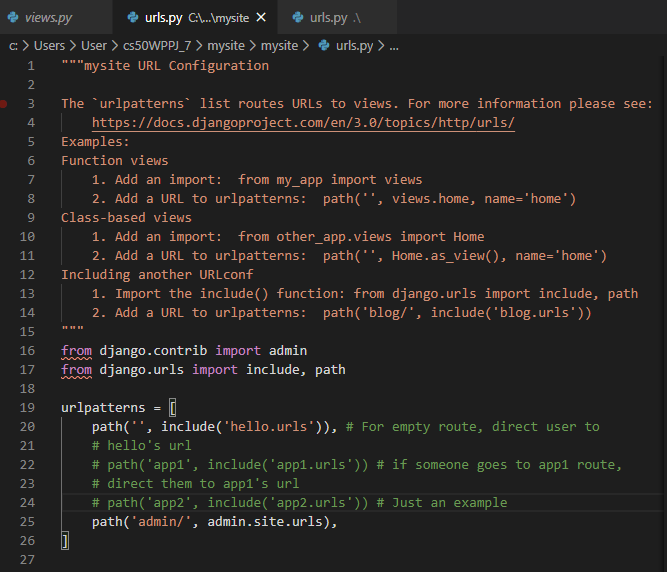 views.py urls.py C:\...\mysite ✕ urls.py .\
c: > Users > User > cs50WPPJ_7 > mysite > mysite > urls.py > ...
1 """mysite URL Configuration
2
3 The `urlpatterns` list routes URLs to views. For more information please see:
4     https://docs.djangoproject.com/en/3.0/topics/http/urls/
5 Examples:
6 Function views
7     1. Add an import:  from my_app import views
8     2. Add a URL to urlpatterns:  path('', views.home, name='home')
9 Class-based views
10     1. Add an import:  from other_app.views import Home
11     2. Add a URL to urlpatterns:  path('', Home.as_view(), name='home')
12 Including another URLconf
13     1. Import the include() function: from django.urls import include, path
14     2. Add a URL to urlpatterns:  path('blog/', include('blog.urls'))
15 """
16 from django.contrib import admin
17 from django.urls import include, path
18
19 urlpatterns = [
20     path('', include('hello.urls')), # For empty route, direct user to
21     # hello's url
22     # path('app1', include('app1.urls')) # if someone goes to app1 route,
23     # direct them to app1's url
24     # path('app2', include('app2.urls')) # Just an example
25     path('admin/', admin.site.urls),
26 ]
27